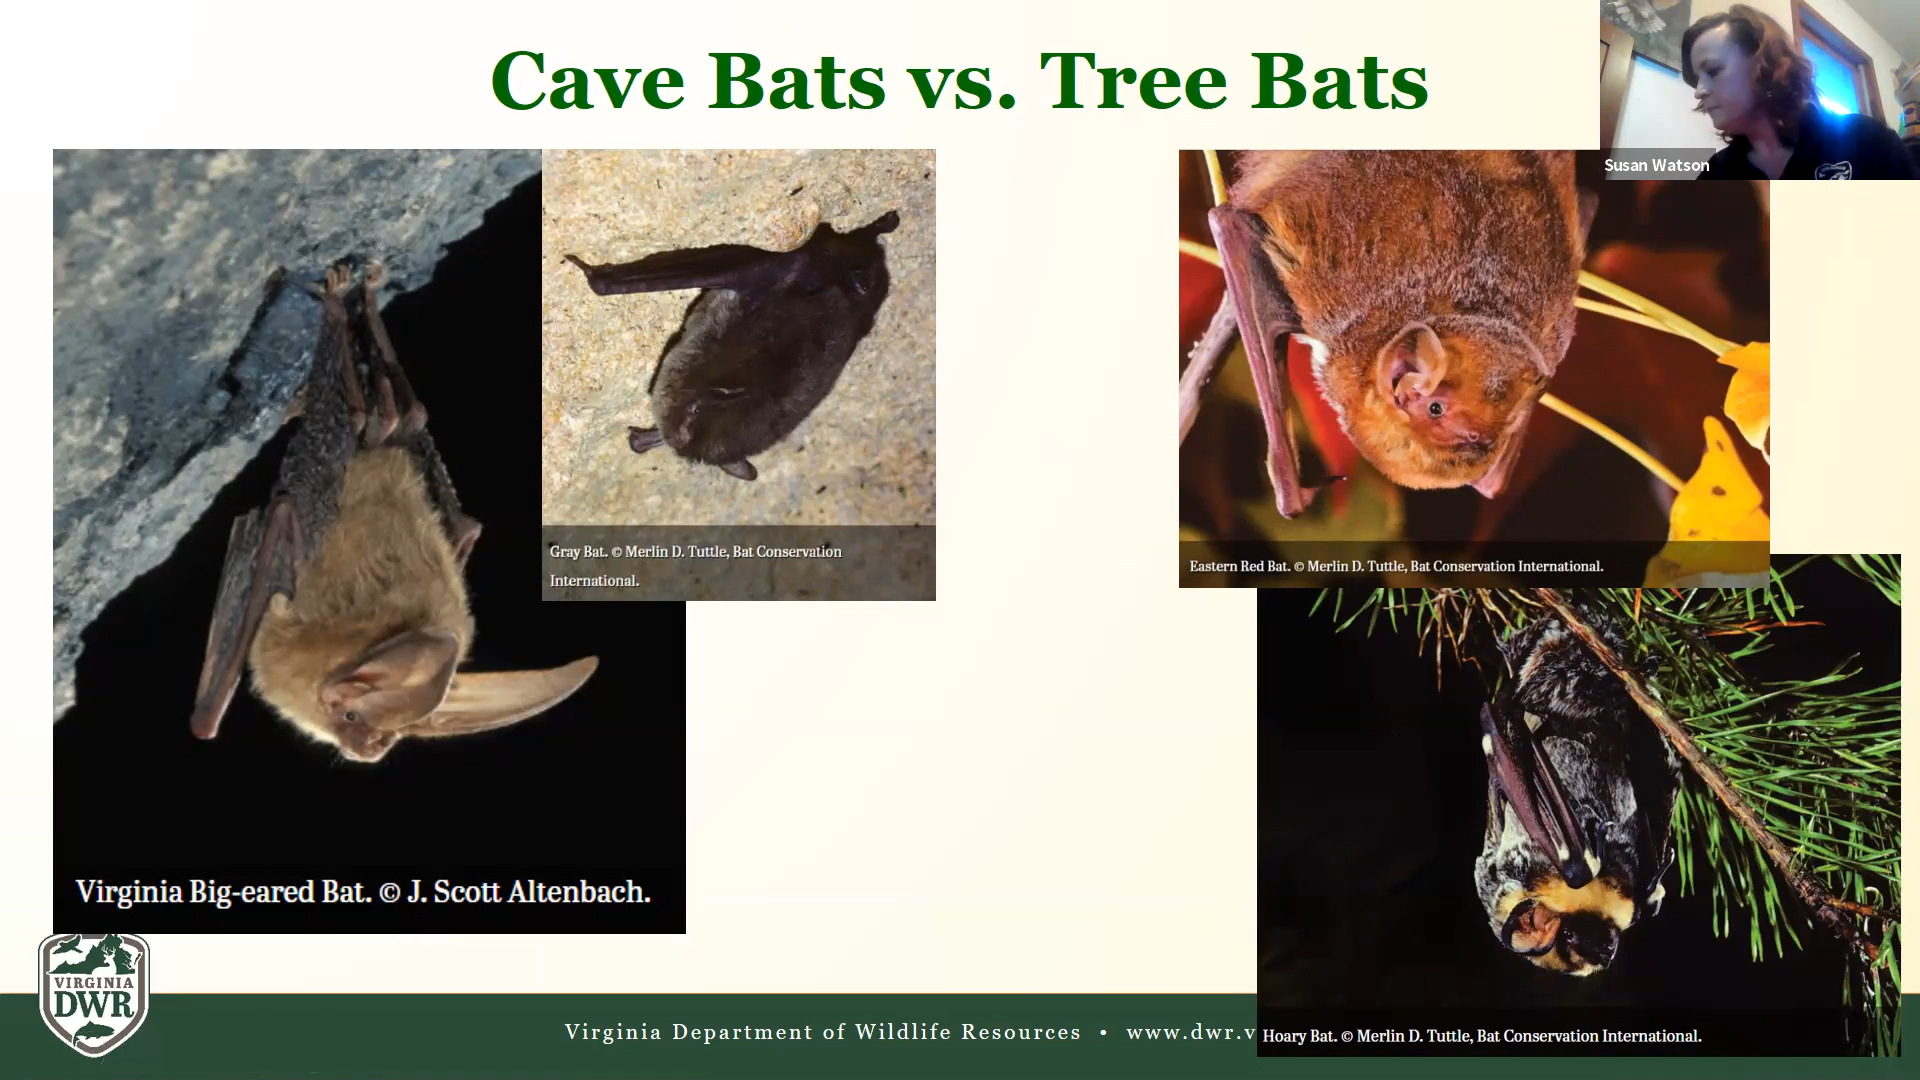 Cave Bats vs. Tree Bats
Susan Watson
Gray Bat. © Merlin D. Tuttle, Bat Conservation
International.
Eastern Red Bat. © Merlin D. Tuttle, Bat Conservation International.
Virginia Big-eared Bat. © J. Scott Altenbach.
VIRGINIA
DWR
Virginia Department of Wildlife Resources • www.dwr.v
Hoary Bat. © Merlin D. Tuttle, Bat Conservation International.